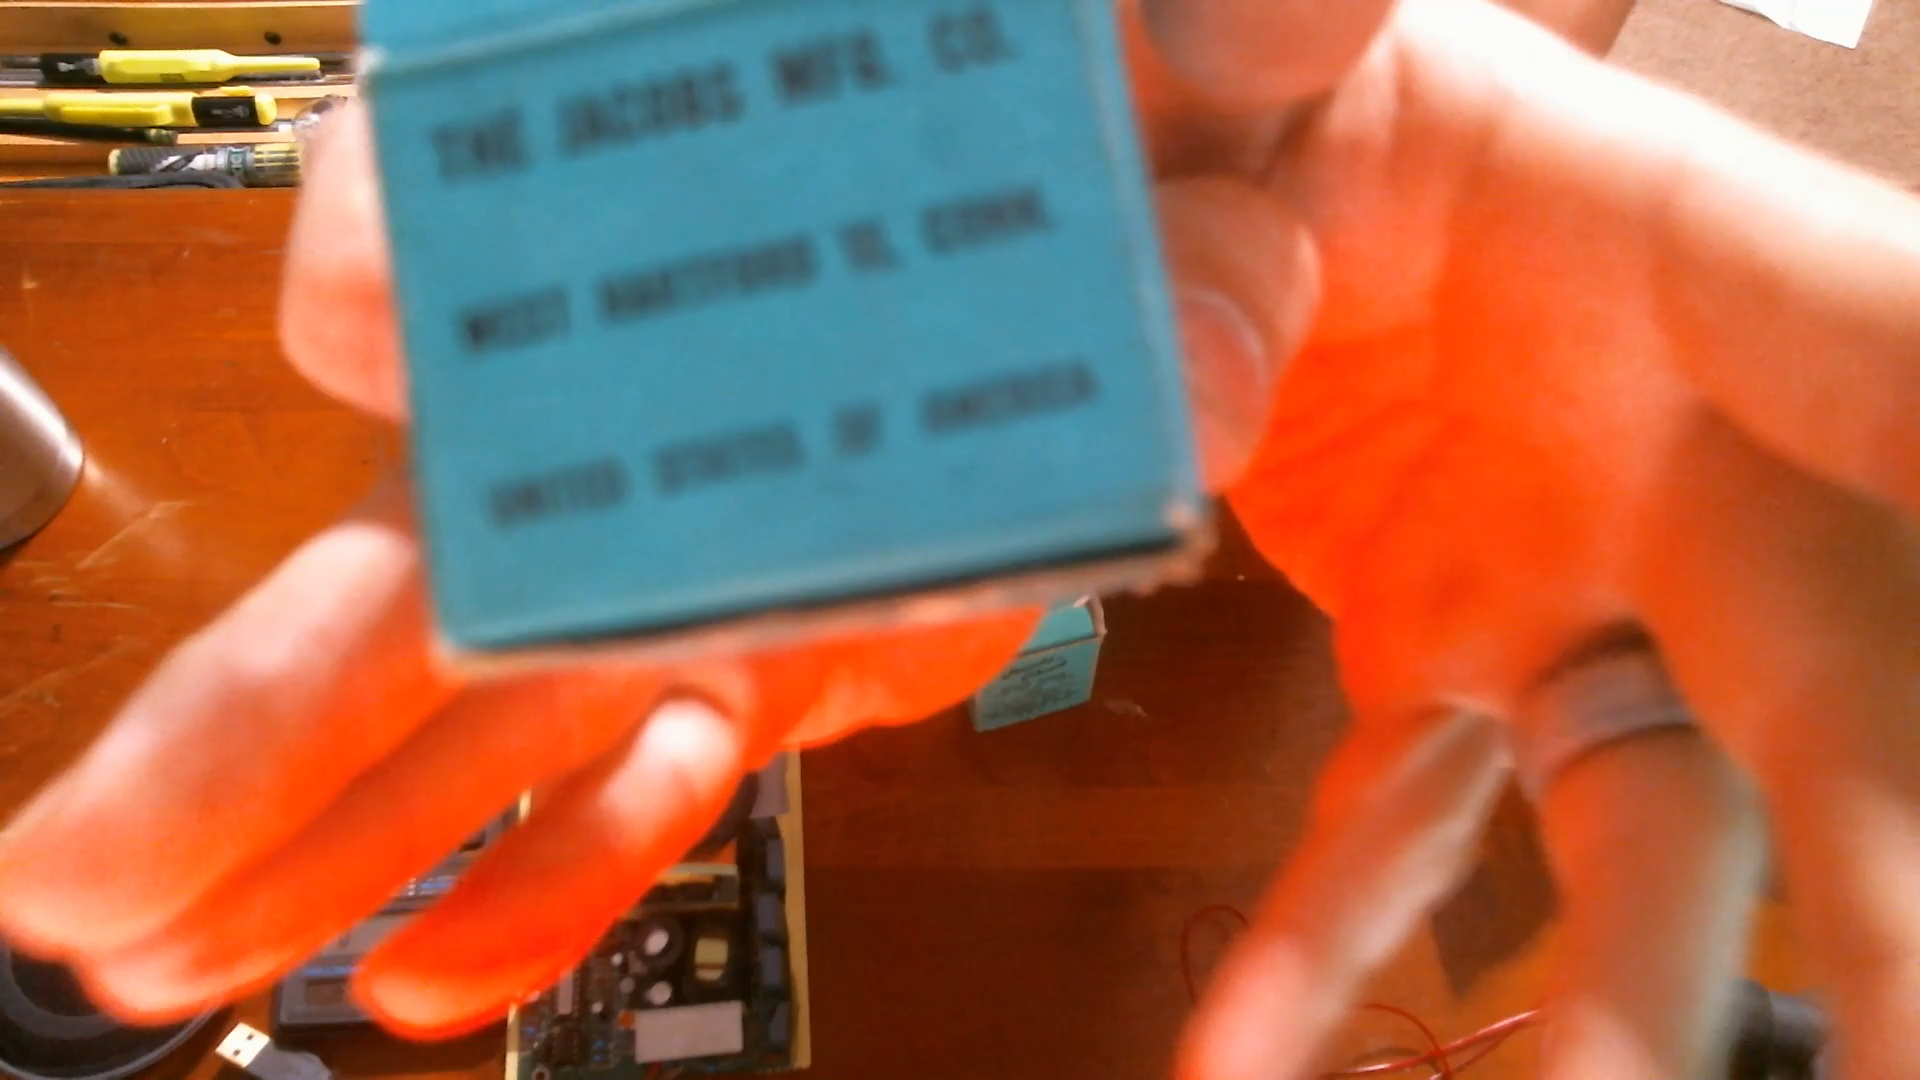 THE JACOBS MFG. CO.
WEST HARTFORD 10, CONN.
UNITED STATES OF AMERICA